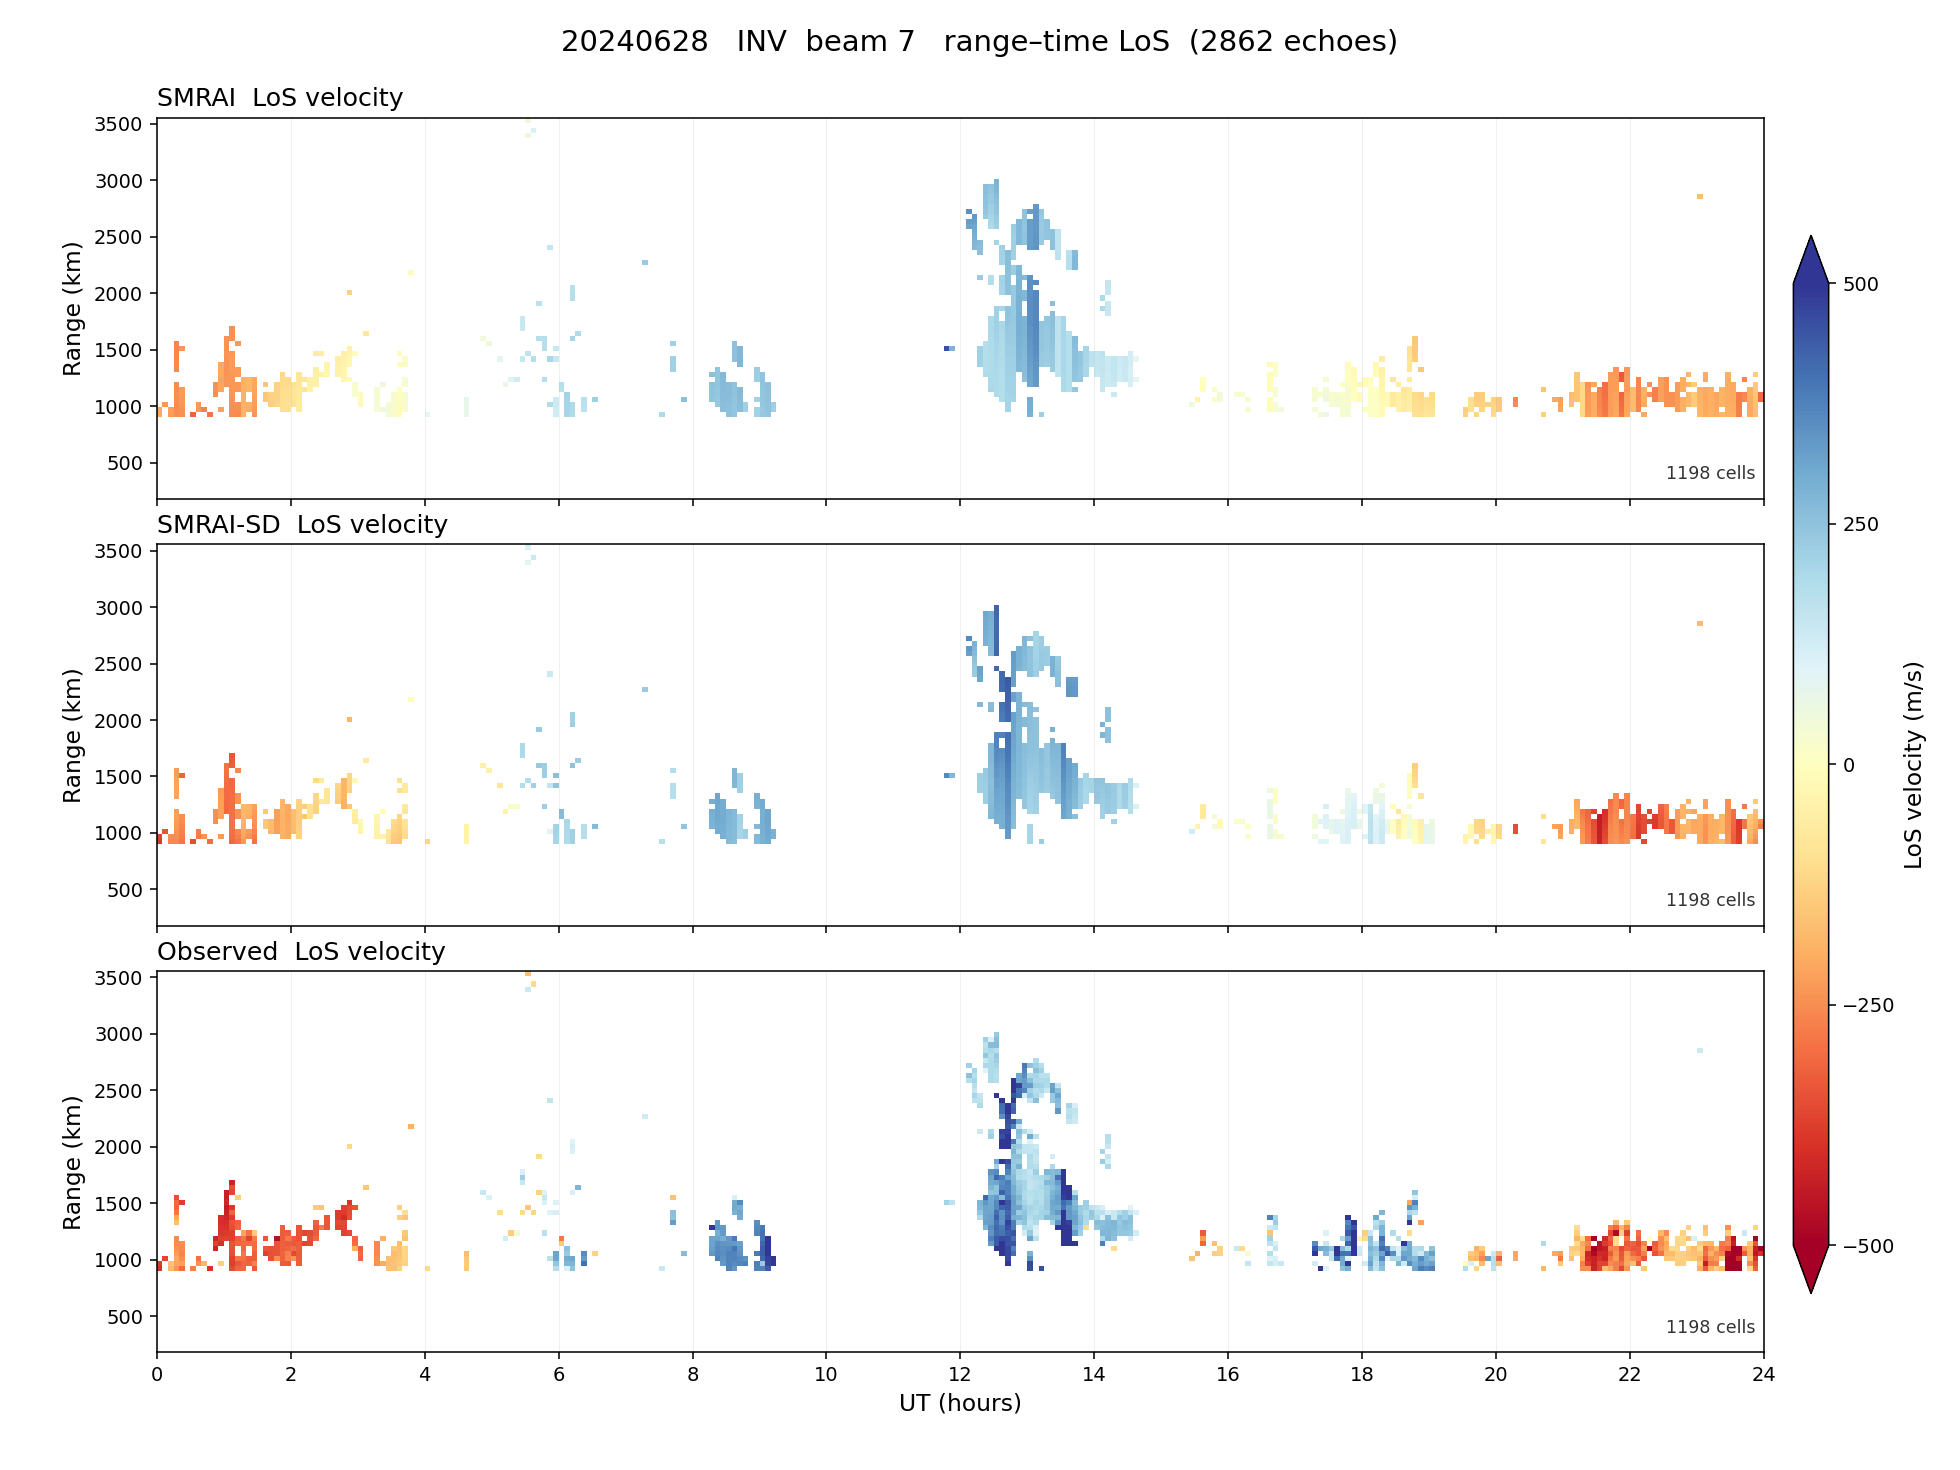 20240628   INV  beam 7   range–time LoS  (2862 echoes)
SMRAI  LoS velocity
3500
3000
2500
2000
1500
1000
500
Range (km)
1198 cells
SMRAI-SD  LoS velocity
3500
3000
2500
2000
1500
1000
500
Range (km)
1198 cells
Observed  LoS velocity
3500
3000
2500
2000
1500
1000
500
Range (km)
1198 cells
0 2 4 6 8 10 12 14 16 18 20 22 24
UT (hours)
500
250
0
−250
−500
LoS velocity (m/s)